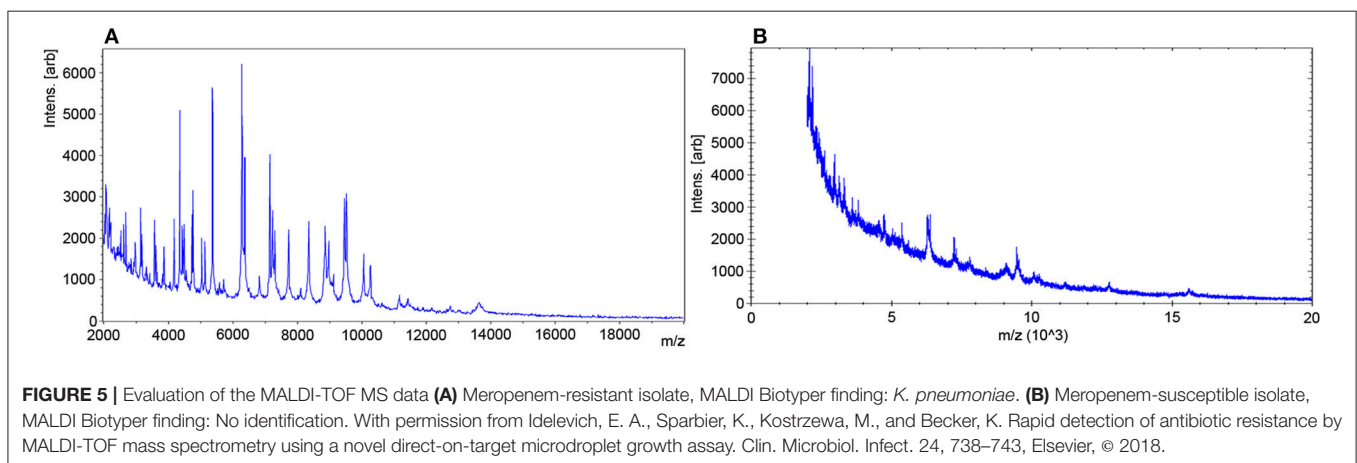 A
Intens. [arb]
6000
5000
4000
3000
2000
1000
0
2000 4000 6000 8000 10000 12000 14000 16000 18000 m/z
B
Intens. [arb]
7000
6000
5000
4000
3000
2000
1000
0
0 5 10 15 20
m/z (10^3)
FIGURE 5 | Evaluation of the MALDI-TOF MS data (A) Meropenem-resistant isolate, MALDI Biotyper finding: K. pneumoniae. (B) Meropenem-susceptible isolate,
MALDI Biotyper finding: No identification. With permission from Idelevich, E. A., Sparbier, K., Kostrzewa, M., and Becker, K. Rapid detection of antibiotic resistance by
MALDI-TOF mass spectrometry using a novel direct-on-target microdroplet growth assay. Clin. Microbiol. Infect. 24, 738–743, Elsevier, © 2018.